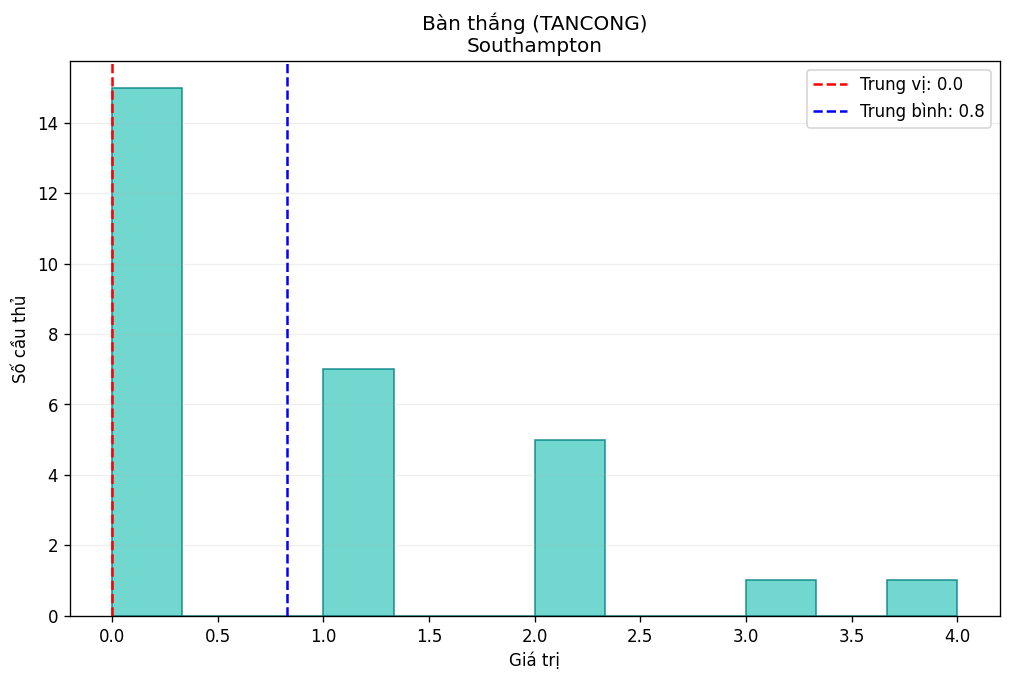 Bàn thắng (TANCONG)
Southampton
Trung vị: 0.0
Trung bình: 0.8
Số cầu thủ
14
12
10
8
6
4
2
0
0.0 0.5 1.0 1.5 2.0 2.5 3.0 3.5 4.0
Giá trị